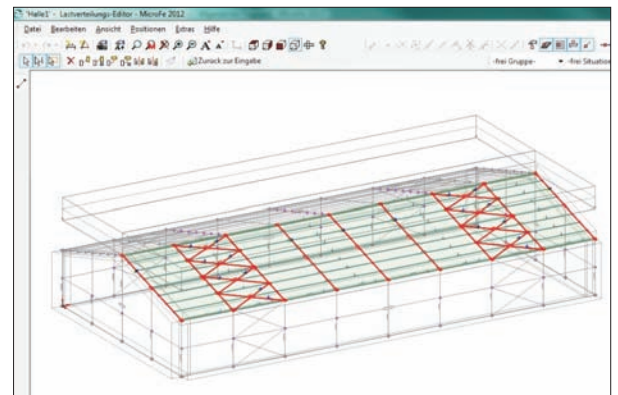 'Halle1' - Lastverteilungs-Editor - MicroFe 2012
Datei Bearbeiten Ansicht Positionen Extras Hilfe
Zurück zur Eingabe
-frei Gruppe-
-frei Situation